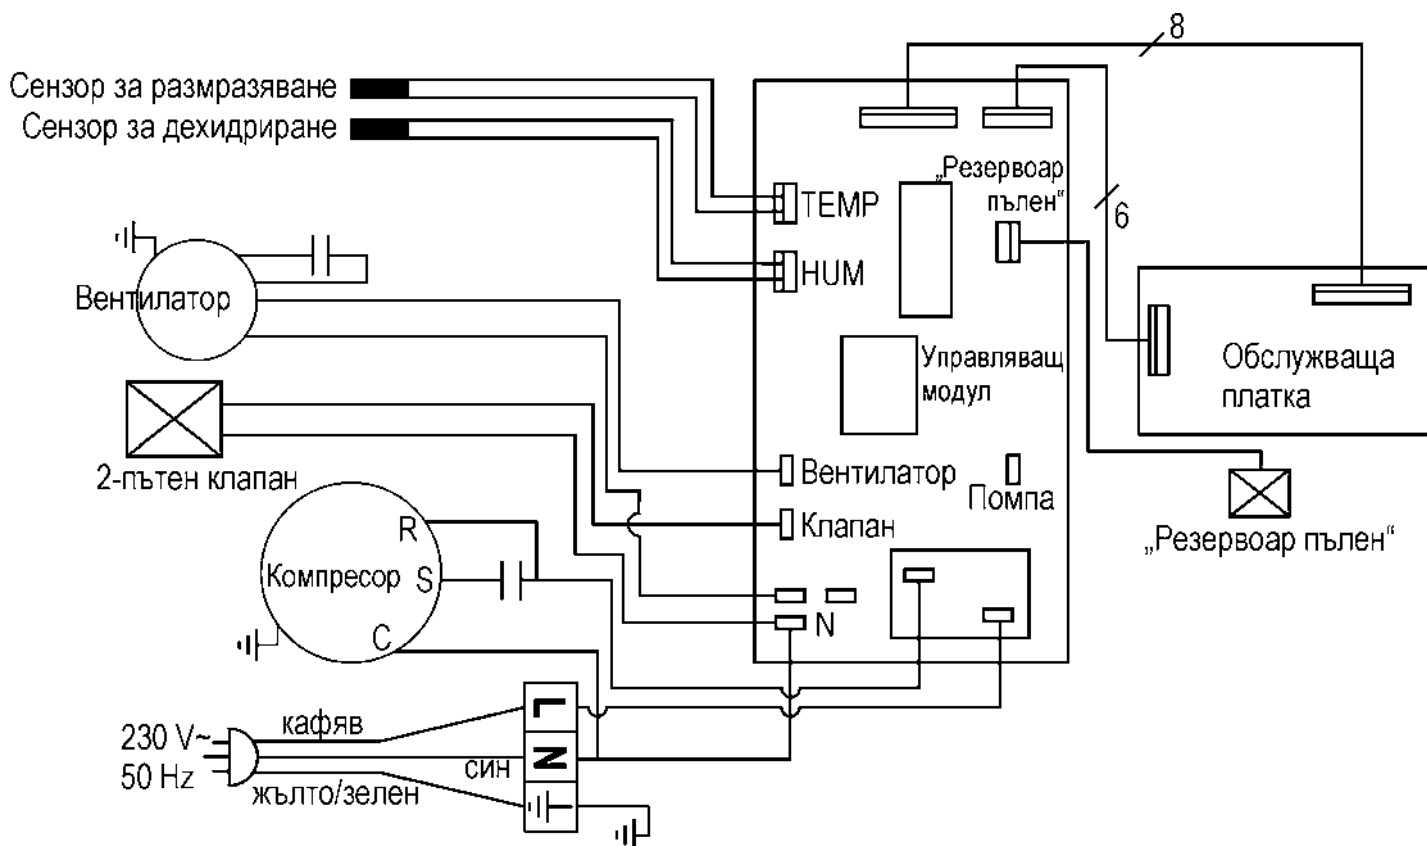 8
Сензор за размразяване
Сензор за дехидриране
„Резервоар
пълен“
TEMP
6
HUM
Вентилатор
Управляващ
модул
Обслужваща
платка
2-пътен клапан
Вентилатор
Помпа
R
Клапан
„Резервоар пълен“
Компресор
S
N
C
L
кафяв
230 V~
N
син
50 Hz
жълто/зелен